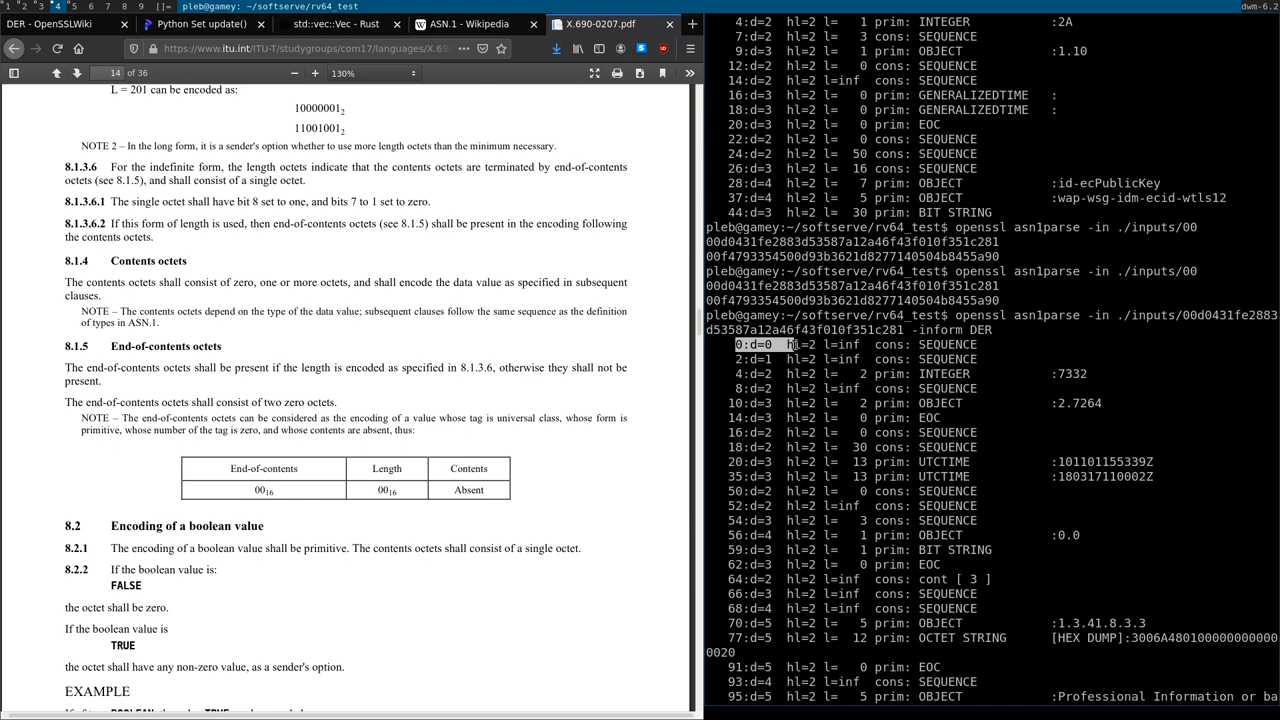 1 2 3 4 5 6 7 8 9 []= pleb@gamey:~/softserve/rv64_test dwm-6.2
DER - OpenSSLWiki
Python Set update()
std::vec::Vec - Rust
ASN.1 - Wikipedia
X.690-0207.pdf
https://www.itu.int/ITU-T/studygroups/com17/languages/X.69
14 of 36
130%
L = 201 can be encoded as:
10000001₂
11001001₂
NOTE 2 – In the long form, it is a sender's option whether to use more length octets than the minimum necessary.
8.1.3.6 For the indefinite form, the length octets indicate that the contents octets are terminated by end-of-contents
octets (see 8.1.5), and shall consist of a single octet.
8.1.3.6.1 The single octet shall have bit 8 set to one, and bits 7 to 1 set to zero.
8.1.3.6.2 If this form of length is used, then end-of-contents octets (see 8.1.5) shall be present in the encoding following
the contents octets.
8.1.4 Contents octets
The contents octets shall consist of zero, one or more octets, and shall encode the data value as specified in subsequent
clauses.
NOTE – The contents octets depend on the type of the data value; subsequent clauses follow the same sequence as the definition
of types in ASN.1.
8.1.5 End-of-contents octets
The end-of-contents octets shall be present if the length is encoded as specified in 8.1.3.6, otherwise they shall not be
present.
The end-of-contents octets shall consist of two zero octets.
NOTE – The end-of-contents octets can be considered as the encoding of a value whose tag is universal class, whose form is
primitive, whose number of the tag is zero, and whose contents are absent, thus:
End-of-contents Length Contents
00₁₆ 00₁₆ Absent
8.2 Encoding of a boolean value
8.2.1 The encoding of a boolean value shall be primitive. The contents octets shall consist of a single octet.
8.2.2 If the boolean value is:
FALSE
the octet shall be zero.
If the boolean value is
TRUE
the octet shall have any non-zero value, as a sender's option.
EXAMPLE
4:d=2 hl=2 l= 1 prim: INTEGER :2A
7:d=2 hl=2 l= 3 cons: SEQUENCE
9:d=3 hl=2 l= 1 prim: OBJECT :1.10
12:d=2 hl=2 l= 0 cons: SEQUENCE
14:d=2 hl=2 l=inf cons: SEQUENCE
16:d=3 hl=2 l= 0 prim: GENERALIZEDTIME :
18:d=3 hl=2 l= 0 prim: GENERALIZEDTIME :
20:d=3 hl=2 l= 0 prim: EOC
22:d=2 hl=2 l= 0 cons: SEQUENCE
24:d=2 hl=2 l= 50 cons: SEQUENCE
26:d=3 hl=2 l= 16 cons: SEQUENCE
28:d=4 hl=2 l= 7 prim: OBJECT :id-ecPublicKey
37:d=4 hl=2 l= 5 prim: OBJECT :wap-wsg-idm-ecid-wtls12
44:d=3 hl=2 l= 30 prim: BIT STRING
pleb@gamey:~/softserve/rv64_test$ openssl asn1parse -in ./inputs/00
00d0431fe2883d53587a12a46f43f010f351c281
00f4793354500d93b3621d8277140504b8455a90
pleb@gamey:~/softserve/rv64_test$ openssl asn1parse -in ./inputs/00
00d0431fe2883d53587a12a46f43f010f351c281
00f4793354500d93b3621d8277140504b8455a90
pleb@gamey:~/softserve/rv64_test$ openssl asn1parse -in ./inputs/00d0431fe2883
d53587a12a46f43f010f351c281 -inform DER
0:d=0 hl=2 l=inf cons: SEQUENCE
2:d=1 hl=2 l=inf cons: SEQUENCE
4:d=2 hl=2 l= 2 prim: INTEGER :7332
8:d=2 hl=2 l=inf cons: SEQUENCE
10:d=3 hl=2 l= 2 prim: OBJECT :2.7264
14:d=3 hl=2 l= 0 prim: EOC
16:d=2 hl=2 l= 0 cons: SEQUENCE
18:d=2 hl=2 l= 30 cons: SEQUENCE
20:d=3 hl=2 l= 13 prim: UTCTIME :101101155339Z
35:d=3 hl=2 l= 13 prim: UTCTIME :180317110002Z
50:d=2 hl=2 l= 0 cons: SEQUENCE
52:d=2 hl=2 l=inf cons: SEQUENCE
54:d=3 hl=2 l= 3 cons: SEQUENCE
56:d=4 hl=2 l= 1 prim: OBJECT :0.0
59:d=3 hl=2 l= 1 prim: BIT STRING
62:d=3 hl=2 l= 0 prim: EOC
64:d=2 hl=2 l=inf cons: cont [ 3 ]
66:d=3 hl=2 l=inf cons: SEQUENCE
68:d=4 hl=2 l=inf cons: SEQUENCE
70:d=5 hl=2 l= 5 prim: OBJECT :1.3.41.8.3.3
77:d=5 hl=2 l= 12 prim: OCTET STRING [HEX DUMP]:3006A480100000000000
0020
91:d=5 hl=2 l= 0 prim: EOC
93:d=4 hl=2 l=inf cons: SEQUENCE
95:d=5 hl=2 l= 5 prim: OBJECT :Professional Information or ba